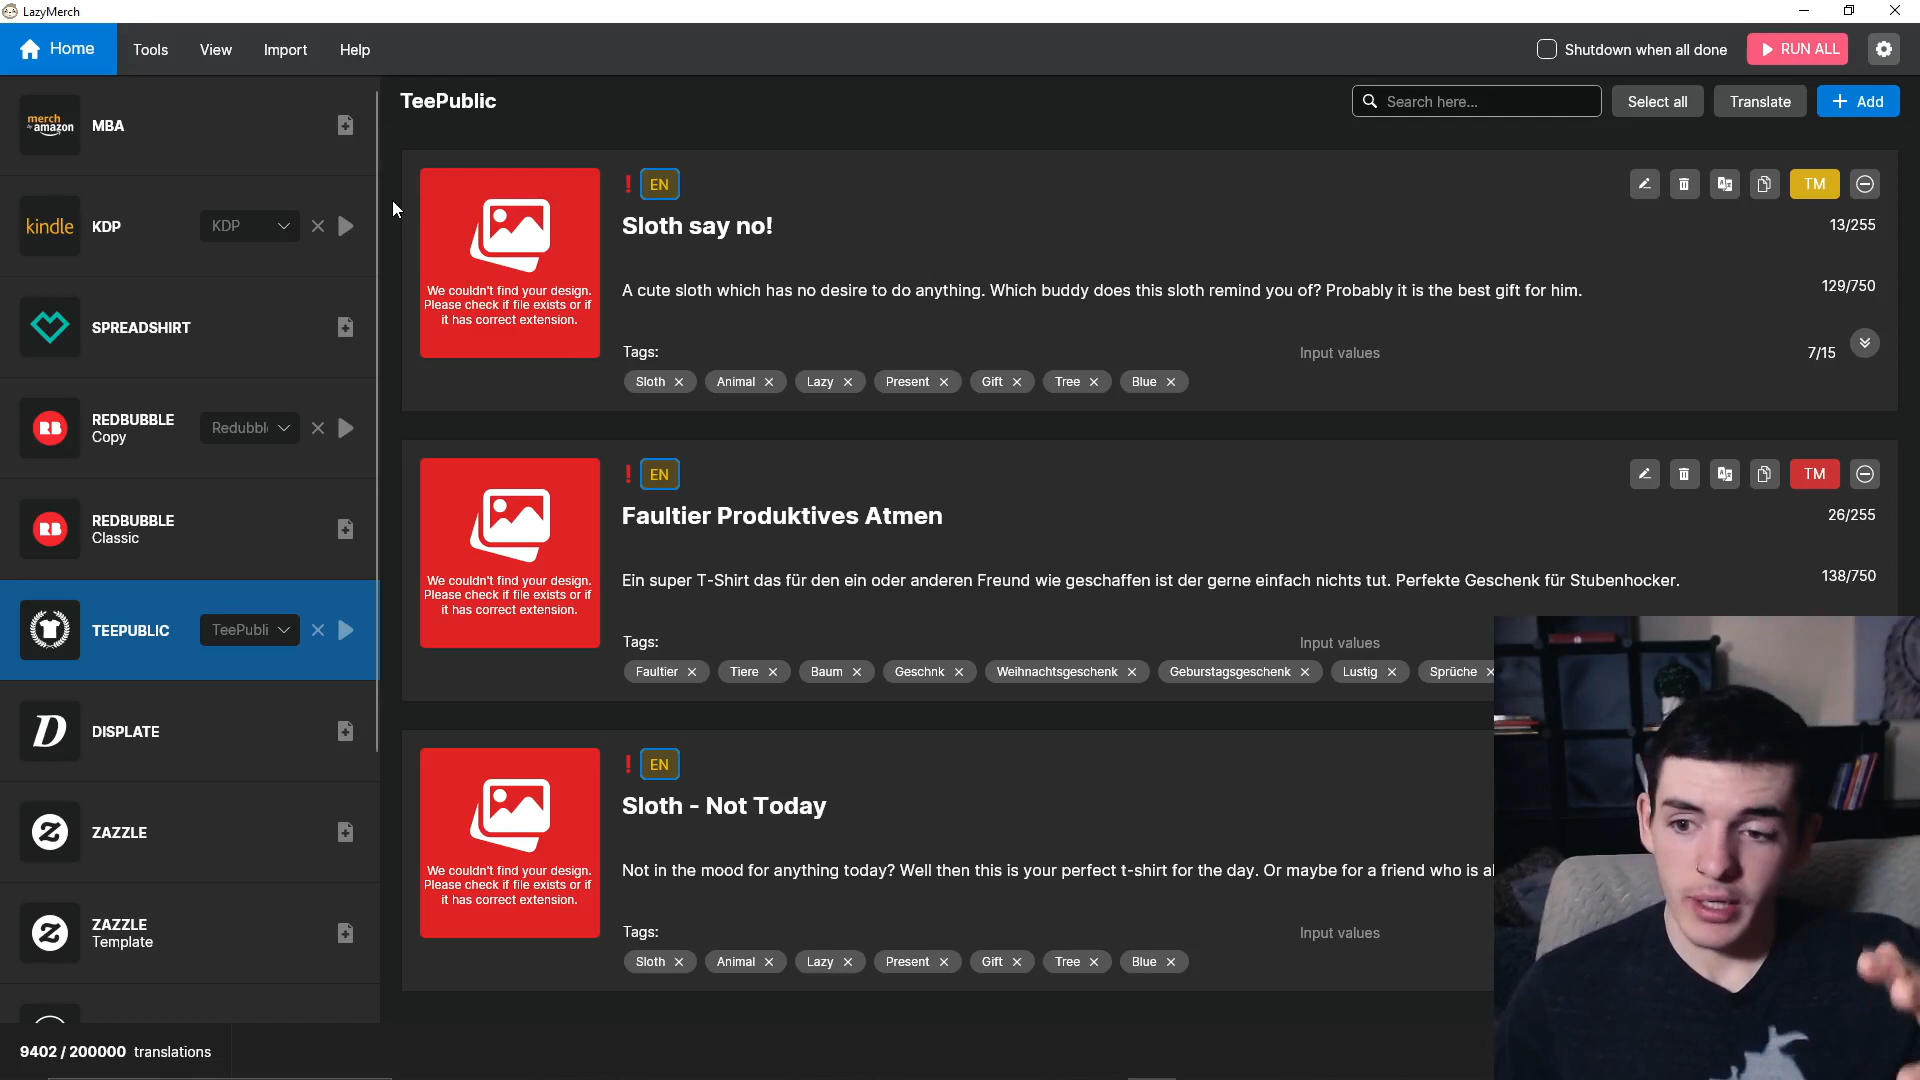 LazyMerch
Home
Tools
View
Import
Help
Shutdown when all done
RUN ALL
merch by amazon
MBA
kindle
KDP
KDP
SPREADSHIRT
RB
REDBUBBLE
Copy
Redubbl
RB
REDBUBBLE
Classic
TEEPUBLIC
TeePubli
D
DISPLATE
Z
ZAZZLE
Z
ZAZZLE
Template
9402 / 200000 translations
TeePublic
Search here...
Select all
Translate
Add
We couldn't find your design.
Please check if file exists or if
it has correct extension.
! EN
TM
Sloth say no!
13/255
A cute sloth which has no desire to do anything. Which buddy does this sloth remind you of? Probably it is the best gift for him.
129/750
Tags:
Input values
7/15
Sloth × Animal × Lazy × Present × Gift × Tree × Blue ×
We couldn't find your design.
Please check if file exists or if
it has correct extension.
! EN
TM
Faultier Produktives Atmen
26/255
Ein super T-Shirt das für den ein oder anderen Freund wie geschaffen ist der gerne einfach nichts tut. Perfekte Geschenk für Stubenhocker.
138/750
Tags:
Input values
Faultier × Tiere × Baum × Geschnk × Weihnachtsgeschenk × Geburstagsgeschenk × Lustig × Sprüche ×
We couldn't find your design.
Please check if file exists or if
it has correct extension.
! EN
Sloth - Not Today
Not in the mood for anything today? Well then this is your perfect t-shirt for the day. Or maybe for a friend who is al
Tags:
Input values
Sloth × Animal × Lazy × Present × Gift × Tree × Blue ×